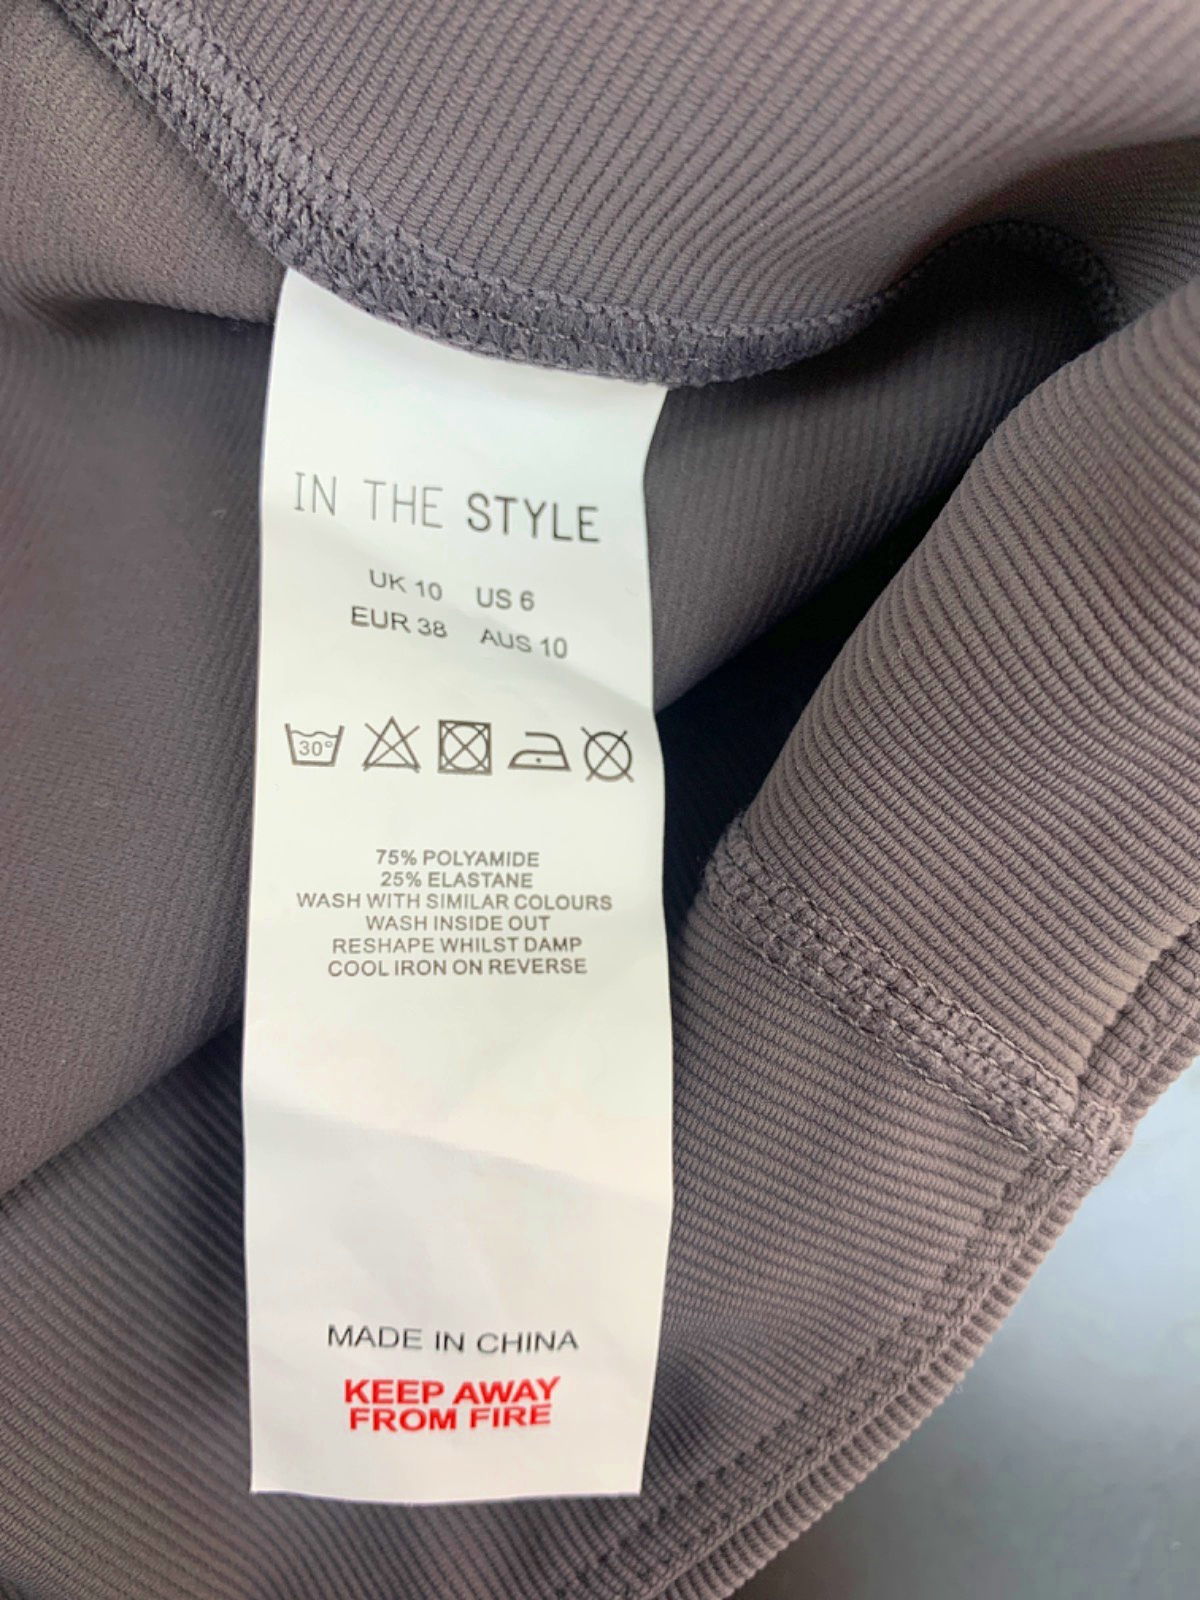 IN THE STYLE
UK 10 US 6
EUR 38 AUS 10
30°
75% POLYAMIDE
25% ELASTANE
WASH WITH SIMILAR COLOURS
WASH INSIDE OUT
RESHAPE WHILST DAMP
COOL IRON ON REVERSE
MADE IN CHINA
KEEP AWAY
FROM FIRE